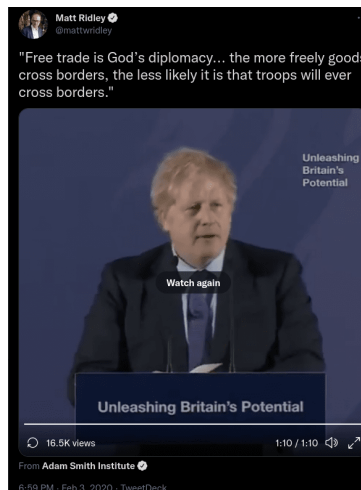 Matt Ridley
@mattwridley
"Free trade is God's diplomacy... the more freely goods
cross borders, the less likely it is that troops will ever
cross borders."
Unleashing
Britain's
Potential
Watch again
Unleashing Britain's Potential
16.5K views
1:10 / 1:10
From Adam Smith Institute
6:59 PM · Feb 3, 2020 · TweetDeck